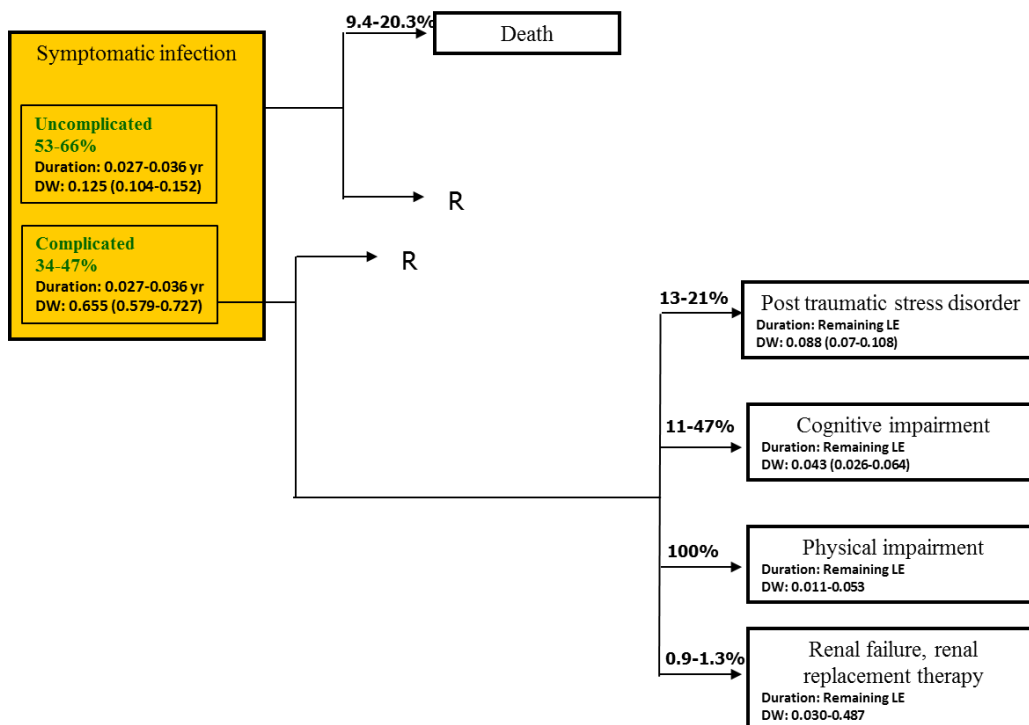 9.4-20.3%
Death
Symptomatic infection
Uncomplicated
53-66%
Duration: 0.027-0.036 yr
DW: 0.125 (0.104-0.152)
R
Complicated
34-47%
Duration: 0.027-0.036 yr
DW: 0.655 (0.579-0.727)
R
13-21%
Post traumatic stress disorder
Duration: Remaining LE
DW: 0.088 (0.07-0.108)
11-47%
Cognitive impairment
Duration: Remaining LE
DW: 0.043 (0.026-0.064)
100%
Physical impairment
Duration: Remaining LE
DW: 0.011-0.053
0.9-1.3%
Renal failure, renal
replacement therapy
Duration: Remaining LE
DW: 0.030-0.487